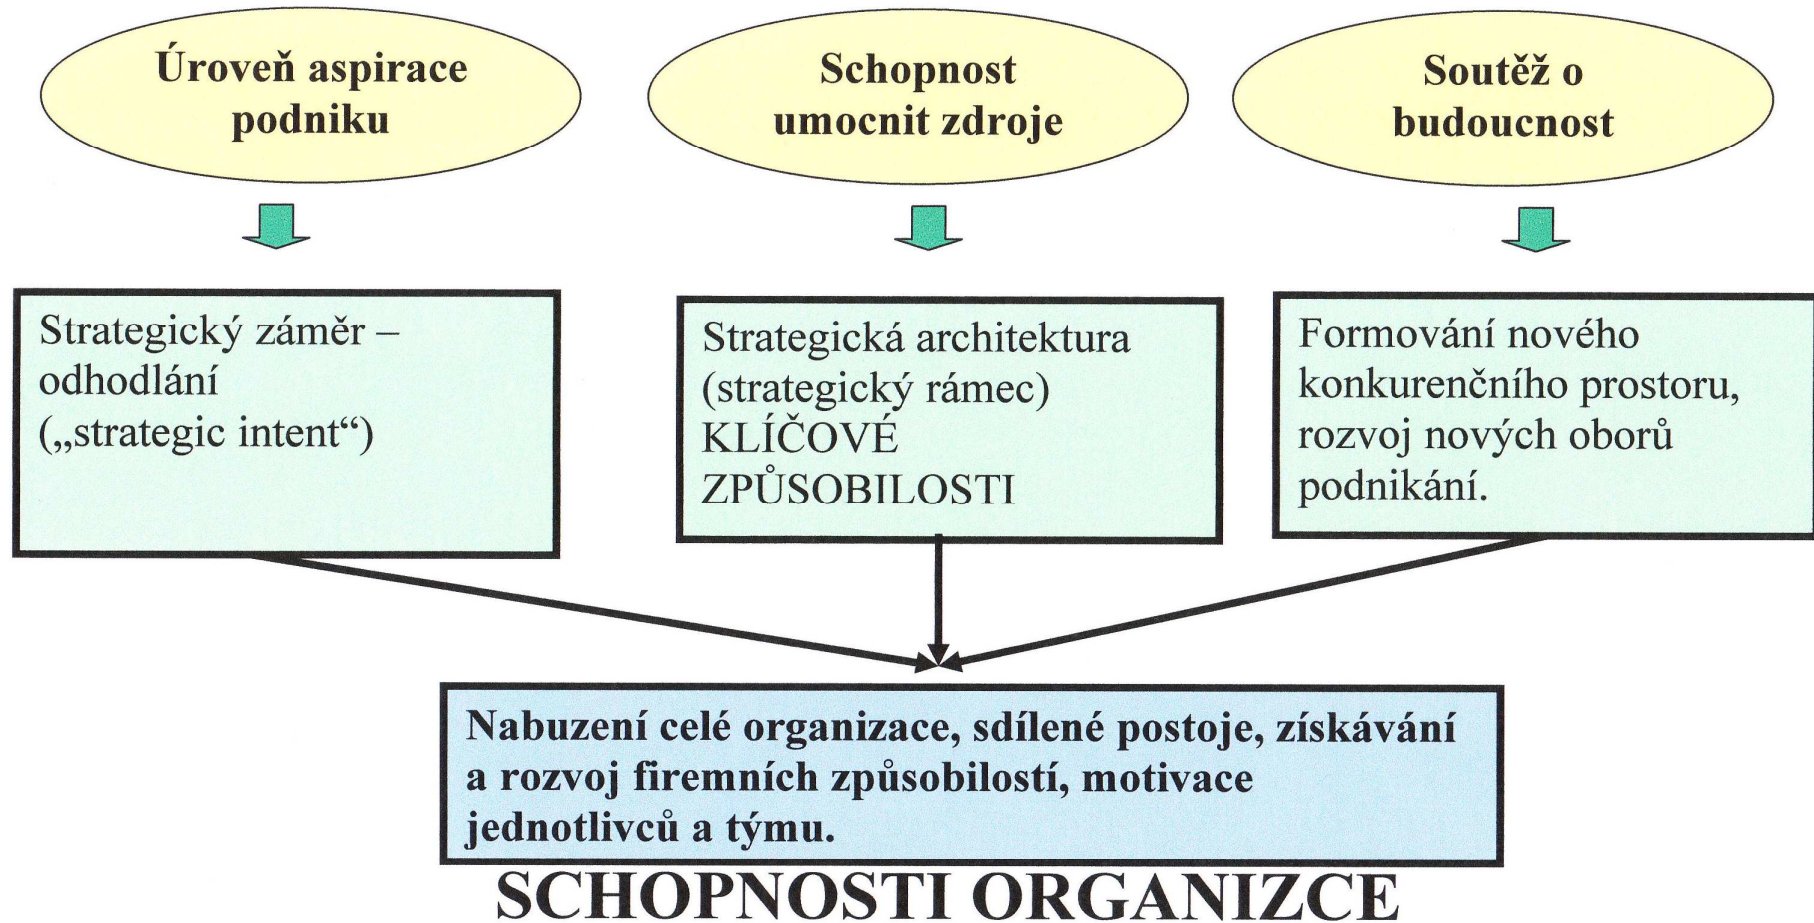 Úroveň aspirace
podniku
Schopnost
umocnit zdroje
Soutěž o
budoucnost
Strategický záměr –
odhodlání
(„strategic intent“)
Strategická architektura
(strategický rámec)
KLÍČOVÉ
ZPŮSOBILOSTI
Formování nového
konkurenčního prostoru,
rozvoj nových oborů
podnikání.
Nabuzení celé organizace, sdílené postoje, získávání
a rozvoj firemních způsobilostí, motivace
jednotlivců a týmu.
SCHOPNOSTI ORGANIZCE